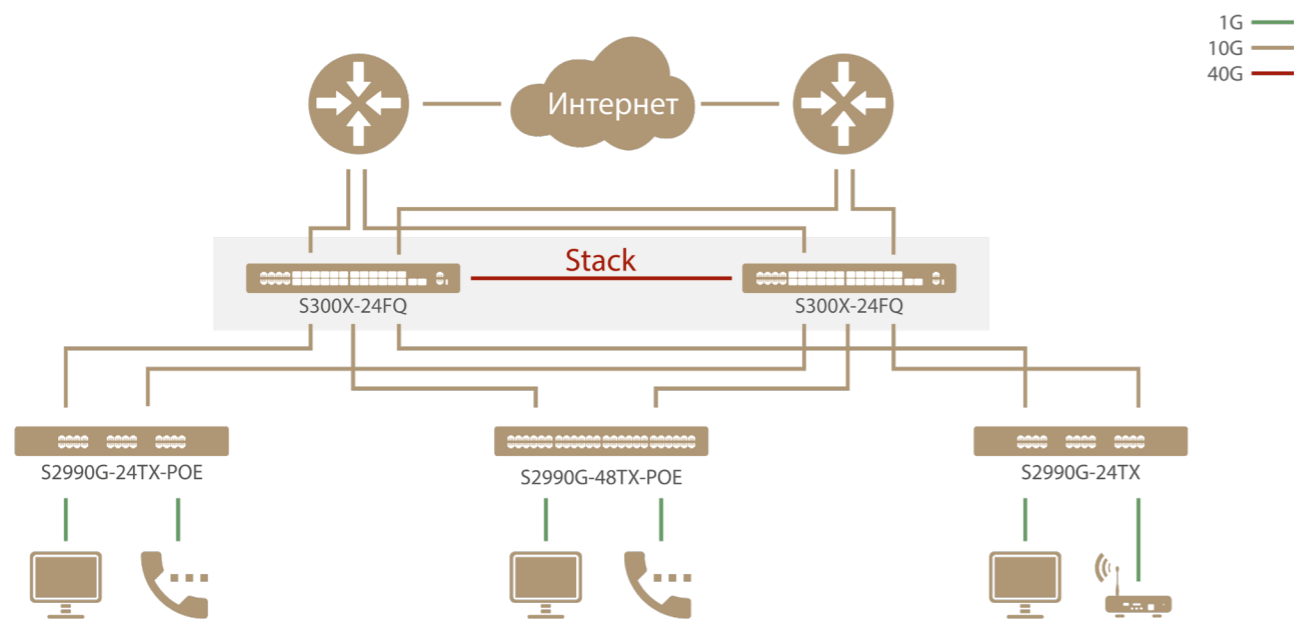 1G
10G
40G
Интернет
Stack
S300X-24FQ
S300X-24FQ
S2990G-24TX-POE
S2990G-48TX-POE
S2990G-24TX